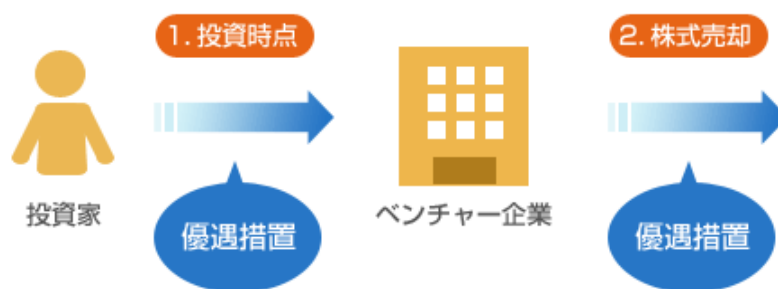 1. 投資時点
2. 株式売却
投資家
優遇措置
ベンチャー企業
優遇措置